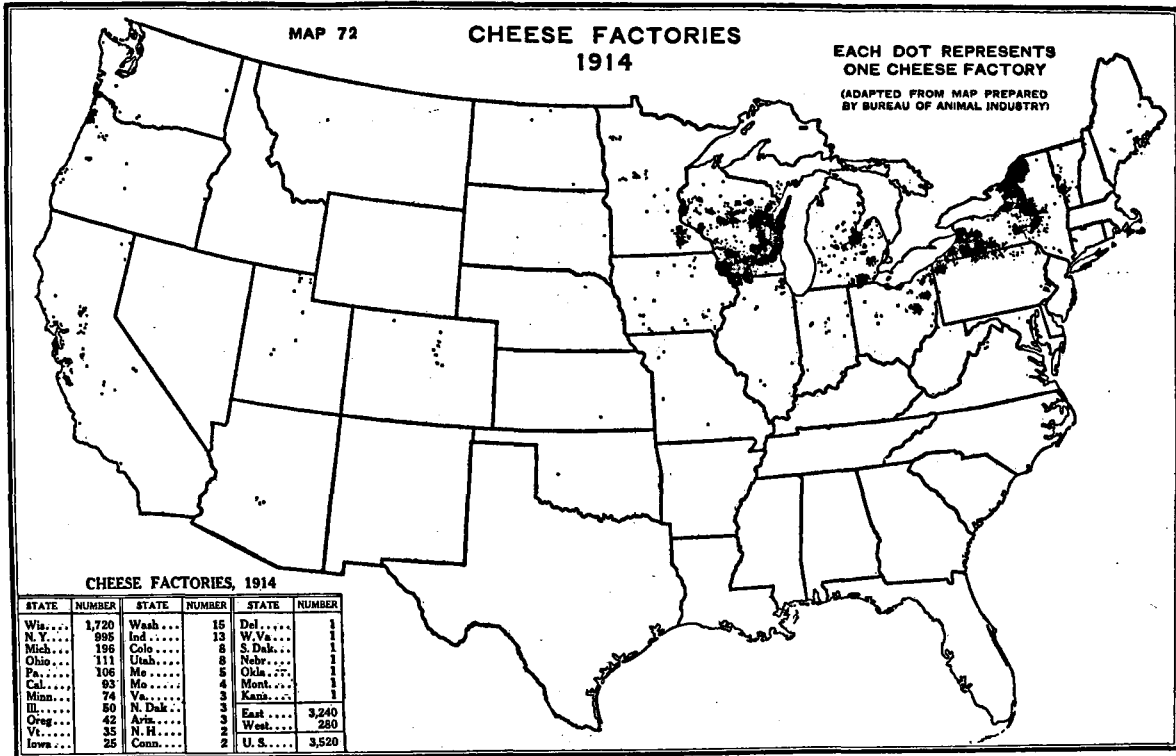 MAP 72
CHEESE FACTORIES
1914
EACH DOT REPRESENTS
ONE CHEESE FACTORY
(ADAPTED FROM MAP PREPARED
BY BUREAU OF ANIMAL INDUSTRY)
CHEESE FACTORIES, 1914
STATE NUMBER STATE NUMBER STATE NUMBER
Wis..... 1,720 Wash... 15 Del..... 1
N. Y.... 995 Ind.... 13 W. Va... 1
Mich... 196 Colo... 8 S. Dak... 1
Ohio.... 111 Utah... 8 Nebr.... 1
Pa...... 106 Me..... 5 Okla.... 1
Cal..... 93 Mo..... 4 Mont... 1
Minn... 74 Va..... 3 Kans.... 1
Ill...... 50 N. Dak.. 3 East .... 3,240
Oreg... 42 Ariz... 3 West.... 280
Vt...... 35 N. H... 2
Iowa... 25 Conn... 2 U. S..... 3,520